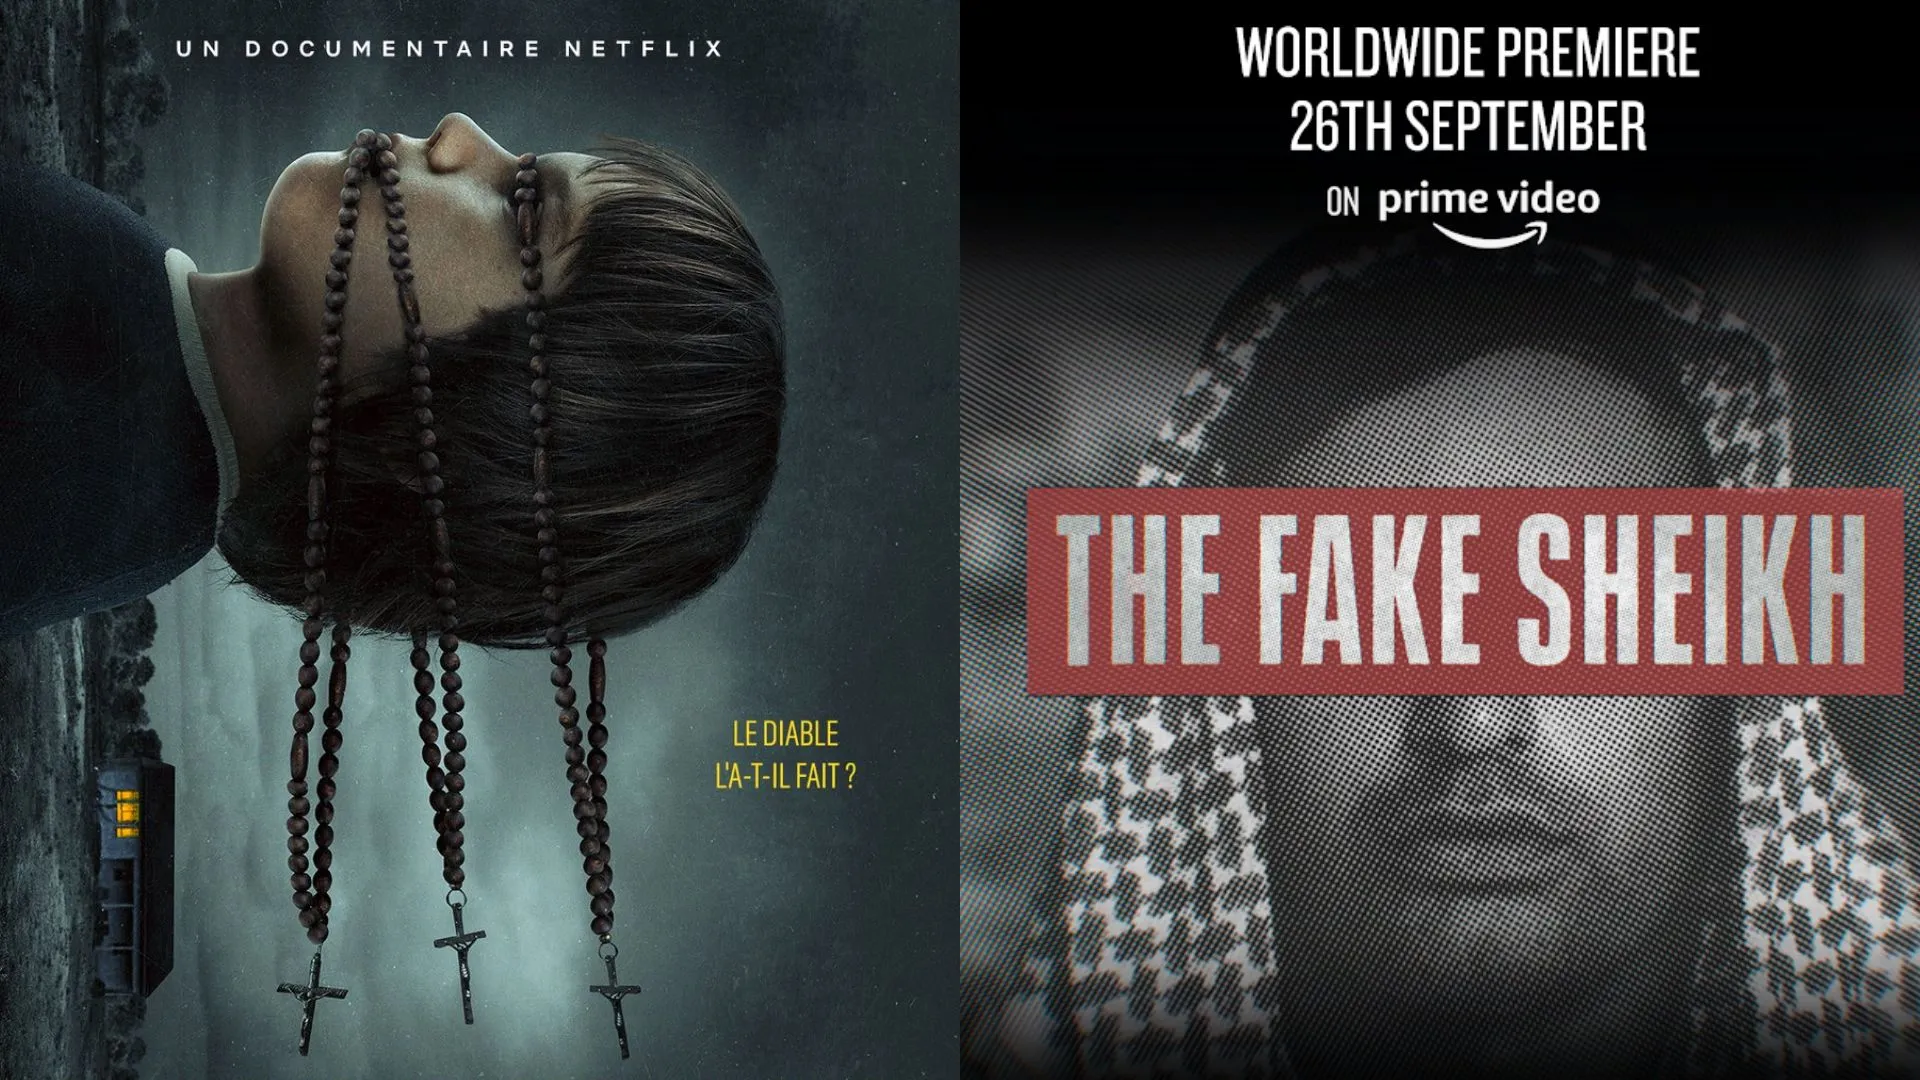 UN DOCUMENTAIRE NETFLIX
LE DIABLE
L'A-T-IL FAIT ?
WORLDWIDE PREMIERE
26TH SEPTEMBER
ON prime video
THE FAKE SHEIKH